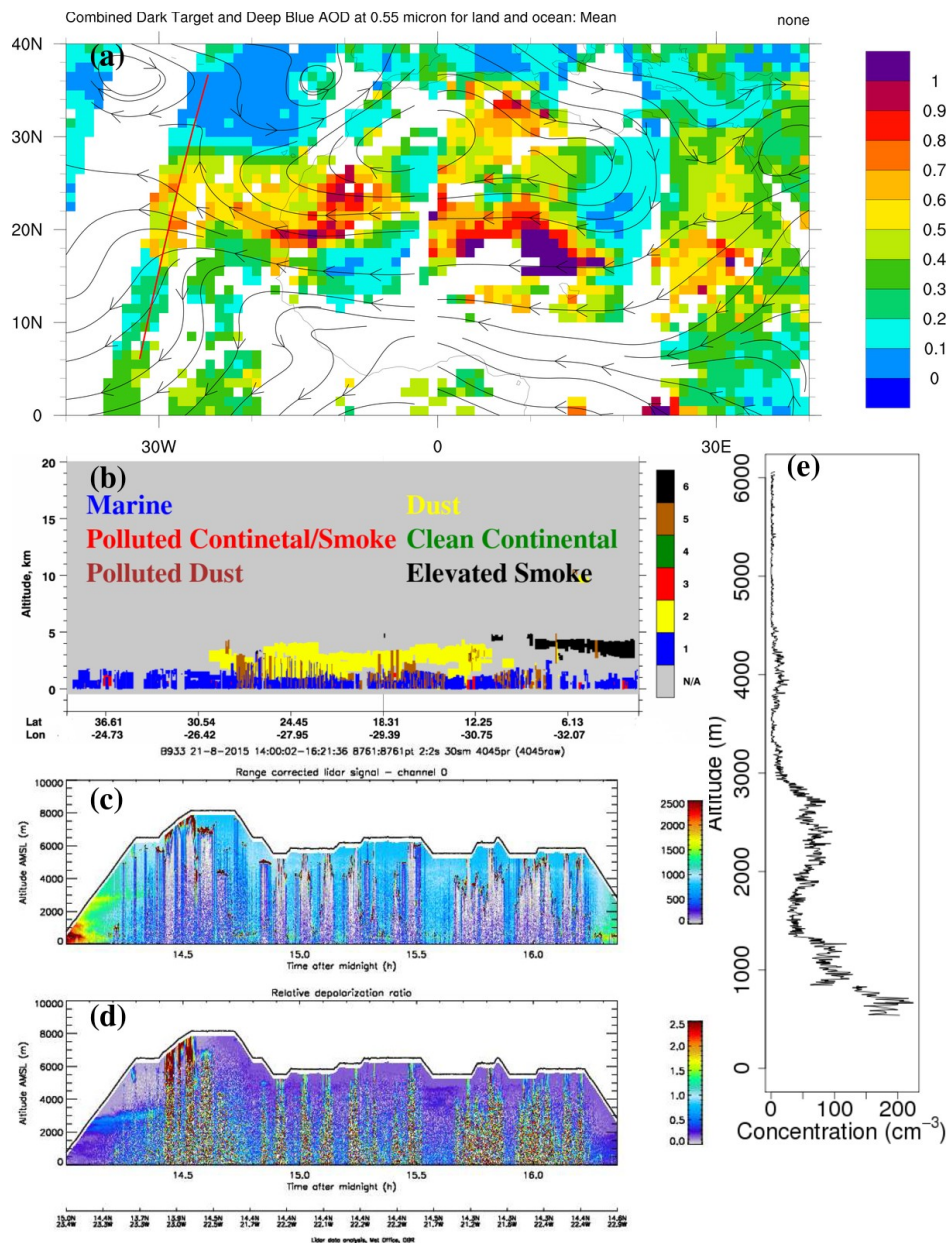 Combined Dark Target and Deep Blue AOD at 0.55 micron for land and ocean: Mean none
(a)
40N
30N
20N
10N
0
30W 0 30E
1
0.9
0.8
0.7
0.6
0.5
0.4
0.3
0.2
0.1
0
(b)
Marine Dust
Polluted Continetal/Smoke Clean Continental
Polluted Dust Elevated Smoke
Altitude, km
20
15
10
5
0
6
5
4
3
2
1
N/A
Lat 36.61 30.54 24.45 18.31 12.25 6.13
Lon -24.73 -26.44 -27.95 -29.39 -30.75 -32.07
B933 21-8-2015 14:00:02-16:21:36 8761:8761pt 2:2s 30sm 4045pr (4045raw)
Range corrected lidar signal - channel 0
(c)
Altitude AMSL (m)
10000
8000
6000
4000
2000
0
14.5 15.0 15.5 16.0
Time after midnight (h)
2500
2000
1500
1000
500
0
Relative depolarization ratio
(d)
Altitude AMSL (m)
10000
8000
6000
4000
2000
0
14.5 15.0 15.5 16.0
Time after midnight (h)
2.5
2.0
1.5
1.0
0.5
0.0
Lidar data analysis, Met Office, OBR
(e)
Altitude (m)
6000
5000
4000
3000
2000
1000
0
0 100 200
Concentration (cm⁻³)